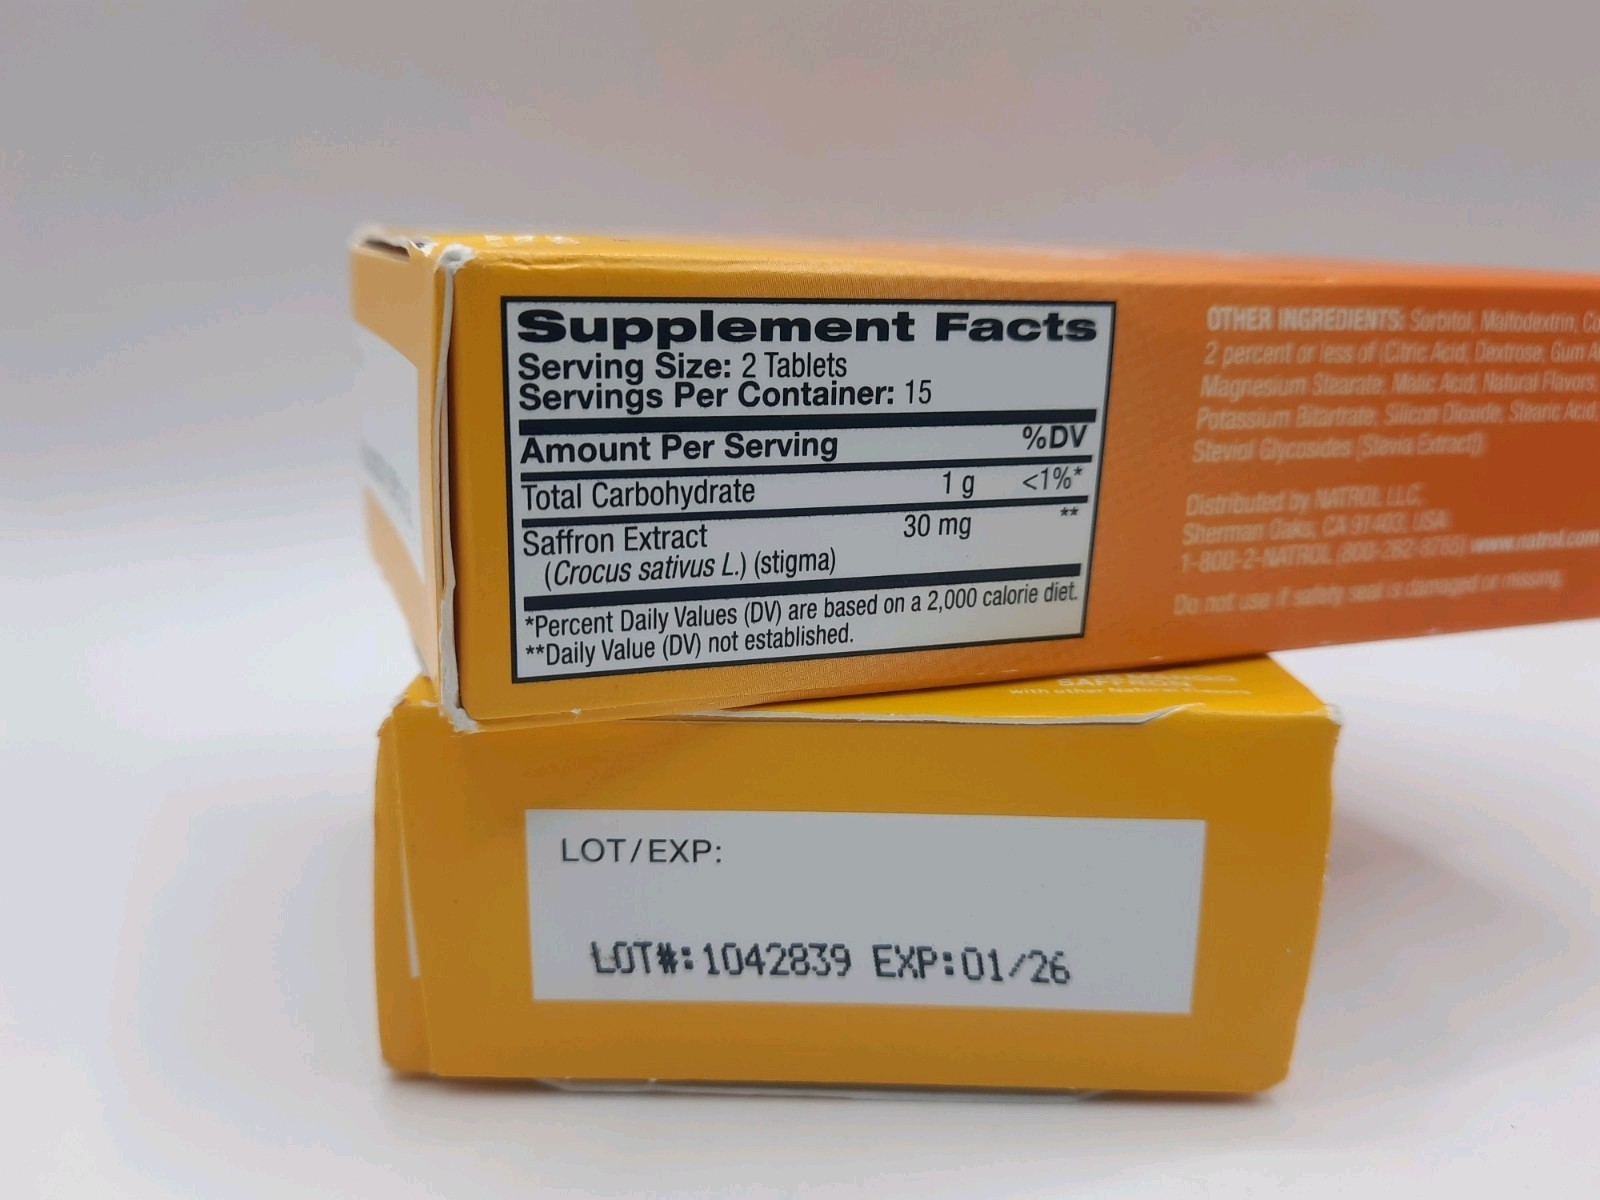 Supplement Facts
Serving Size: 2 Tablets
Servings Per Container: 15
Amount Per Serving %DV
Total Carbohydrate 1 g <1%*
Saffron Extract 30 mg **
(Crocus sativus L.) (stigma)
*Percent Daily Values (DV) are based on a 2,000 calorie diet.
**Daily Value (DV) not established.
OTHER INGREDIENTS: Sorbitol, Maltodextrin,
2 percent or less of (Citric Acid, Dextrose, Gum
Magnesium Stearate, Malic Acid, Natural Flavors,
Potassium Bitartrate, Silicon Dioxide, Stearic Acid,
Steviol Glycosides [Stevia Extract]).
Distributed by NATROL LLC
Sherman Oaks, CA 91403, USA
1-800-2-NATROL (800-262-8765) www.natrol.com
Do not use if safety seal is damaged or missing.
SAFFRON
with other Natural Flavors
LOT/EXP:
LOT#:1042839 EXP:01/26